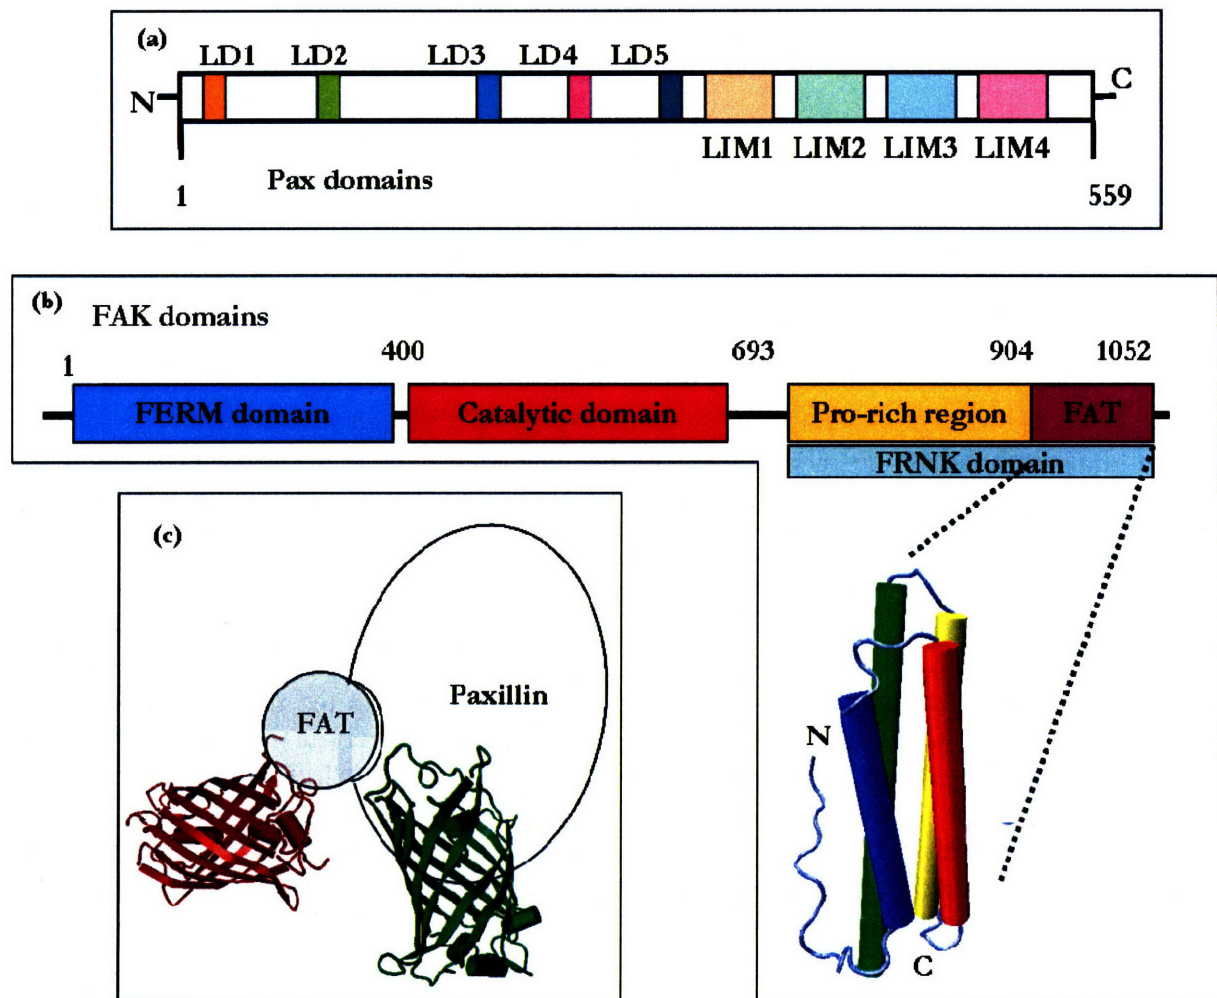 (a)
LD1 LD2 LD3 LD4 LD5
N C
LIM1 LIM2 LIM3 LIM4
Pax domains
1 559
(b)
FAK domains
1 400 693 904 1052
FERM domain Catalytic domain Pro-rich region FAT
FRNK domain
(c)
FAT
Paxillin
N
C